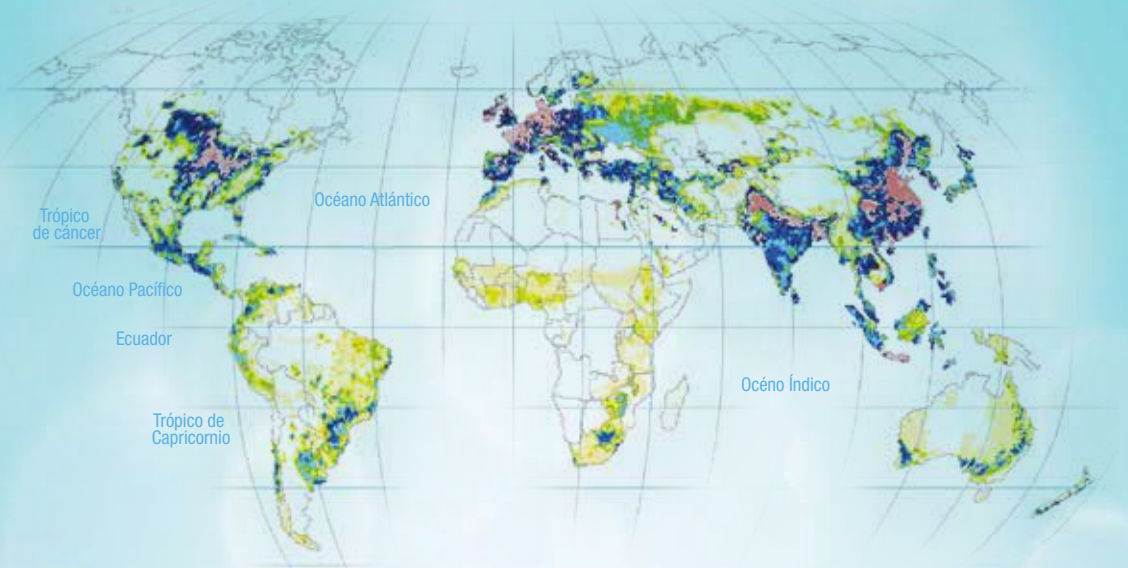 Océano Atlántico
Trópico
de cáncer
Océano Pacífico
Ecuador
Océno Índico
Trópico de
Capricornio